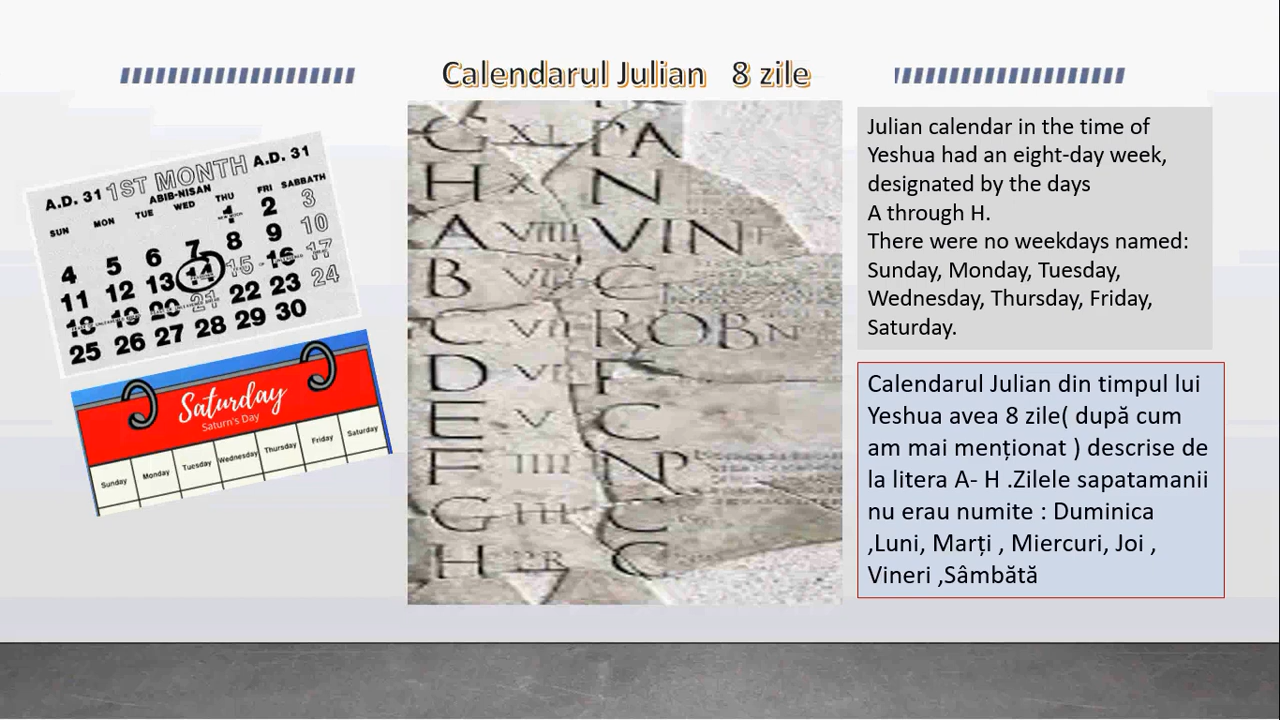 Calendarul Julian 8 zile
A.D. 31 1ST MONTH A.D. 31
ABIB-NISAN
SUN MON TUE WED THU FRI SABBATH
1 2 3
4 5 6 7 8 9 10
11 12 13 14 15 16 17
18 19 20 21 22 23 24
25 26 27 28 29 30
Saturday
Saturn's Day
Sunday Monday Tuesday Wednesday Thursday Friday Saturday
G XI
H X N
A VIIII VIN
B VIII C
C VII ROBN
D VI F
E V C
F IIII NP
G III C
H PR C
Julian calendar in the time of
Yeshua had an eight-day week,
designated by the days
A through H.
There were no weekdays named:
Sunday, Monday, Tuesday,
Wednesday, Thursday, Friday,
Saturday.
Calendarul Julian din timpul lui
Yeshua avea 8 zile( după cum
am mai menționat ) descrise de
la litera A- H .Zilele sapatamanii
nu erau numite : Duminica
,Luni, Marți , Miercuri, Joi ,
Vineri ,Sâmbătă